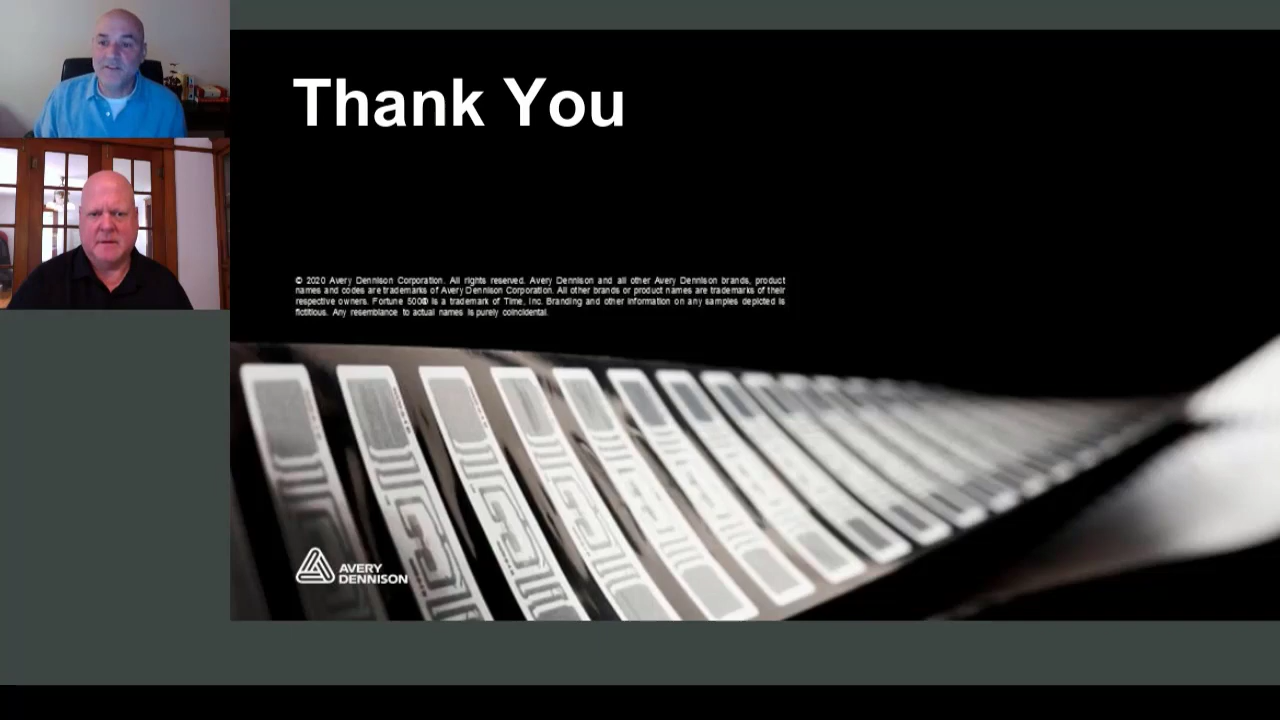 Thank You
© 2020 Avery Dennison Corporation. All rights reserved. Avery Dennison and all other Avery Dennison brands, product
names and codes are trademarks of Avery Dennison Corporation. All other brands or product names are trademarks of their
respective owners. Fortune 500® is a trademark of Time, Inc. Branding and other information on any samples depicted is
fictitious. Any resemblance to actual names is purely coincidental.
AVERY
DENNISON